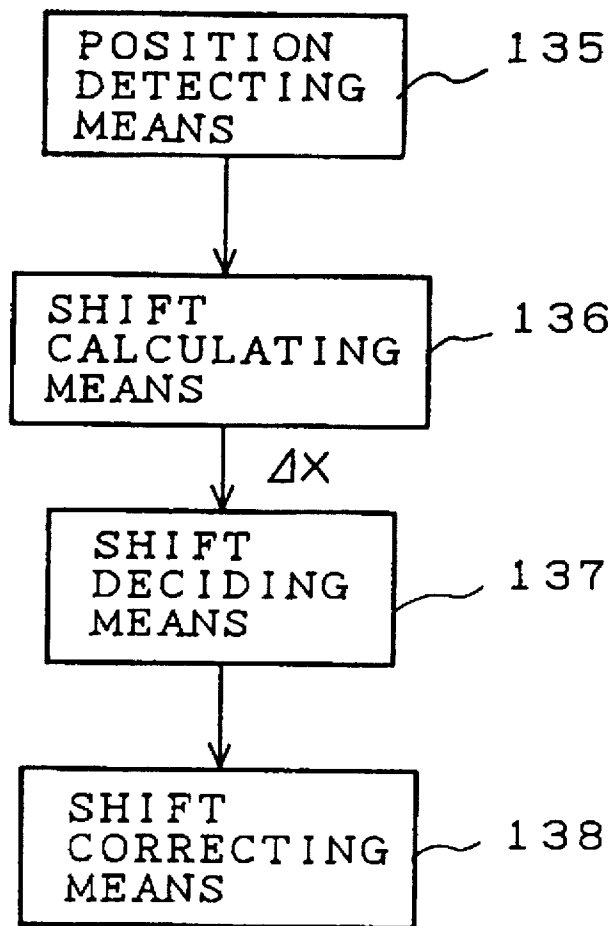 POSITION
DETECTING
MEANS
135
SHIFT
CALCULATING
MEANS
136
ΔX
SHIFT
DECIDING
MEANS
137
SHIFT
CORRECTING
MEANS
138